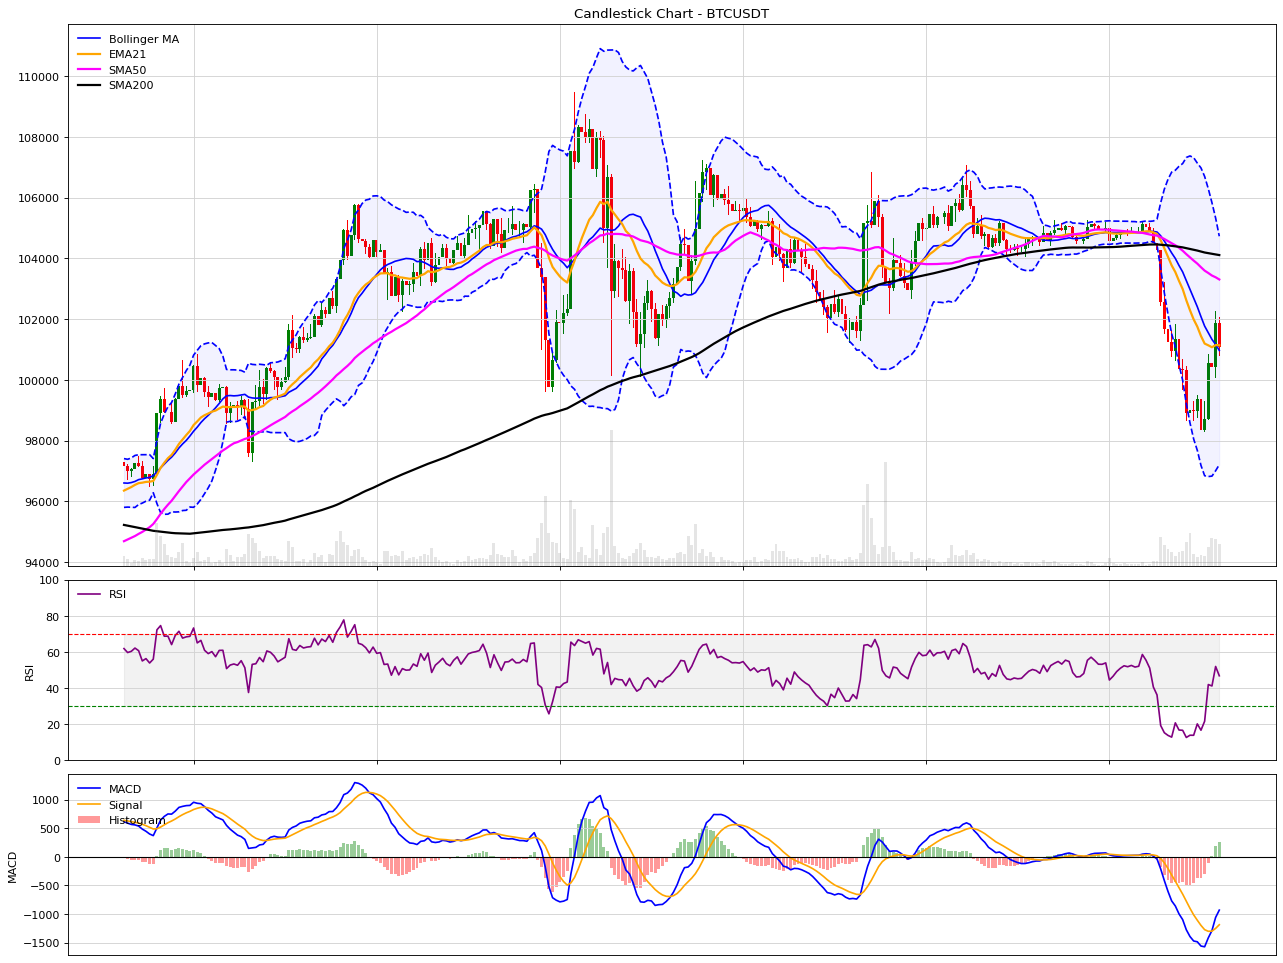 Candlestick Chart - BTCUSDT
Bollinger MA
EMA21
SMA50
SMA200
110000
108000
106000
104000
102000
100000
98000
96000
94000
RSI
RSI
100
80
60
40
20
0
MACD
Signal
Histogram
MACD
1000
500
0
−500
−1000
−1500